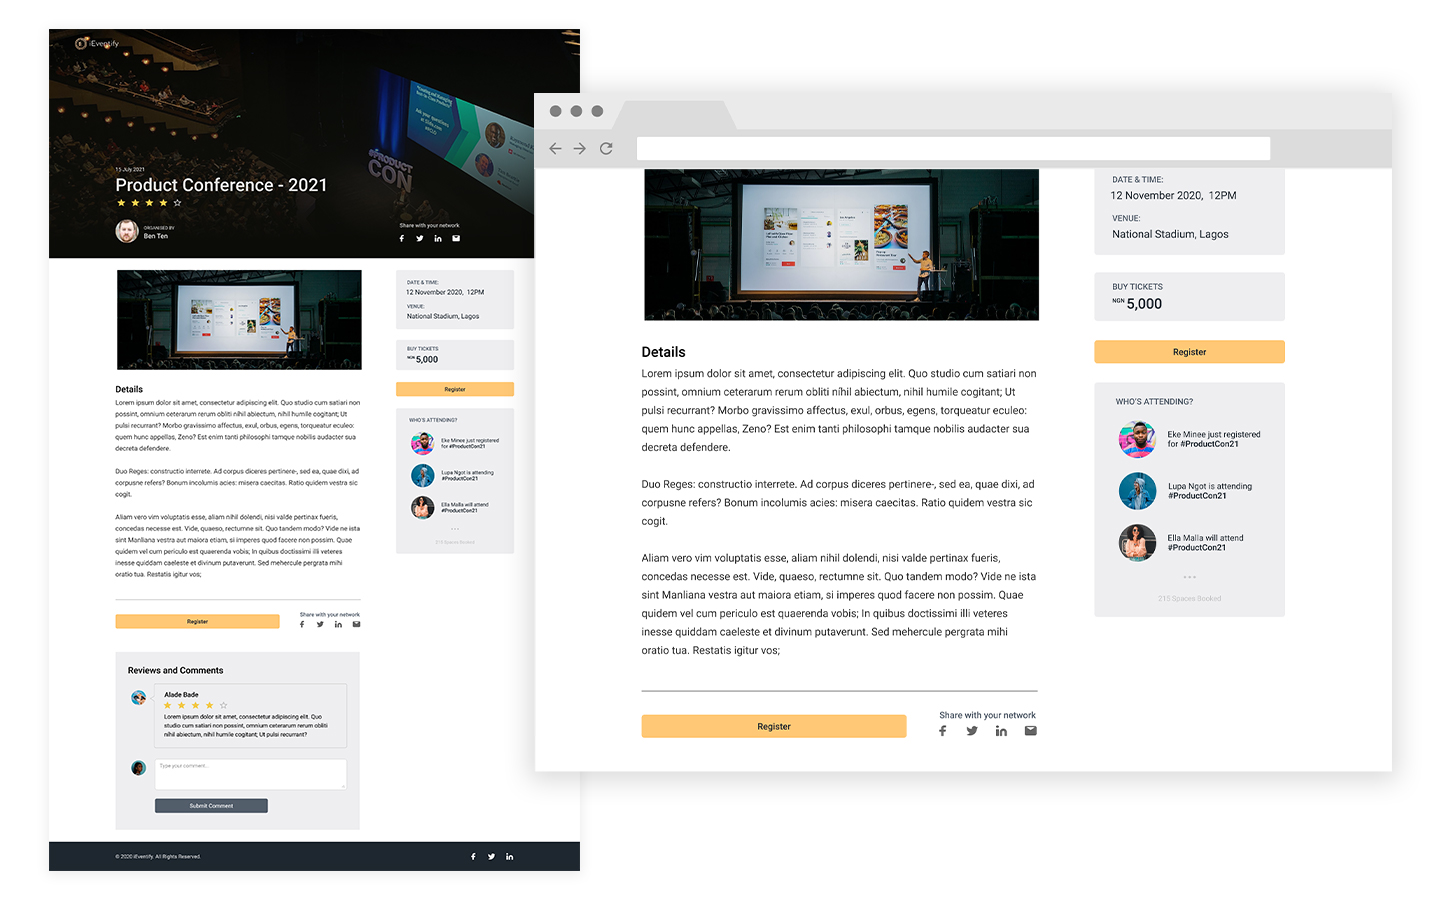 iEventify
Ask your questions
#PRODUCT
CON
15 July 2021
Product Conference - 2021
ORGANISED BY
Ben Ten
Share with your network
DATE & TIME:
12 November 2020, 12PM
VENUE:
National Stadium, Lagos
BUY TICKETS
NGN 5,000
Register
WHO'S ATTENDING?
Eke Minee just registered
for #ProductCon21
Lupa Ngot is attending
#ProductCon21
Ella Malla will attend
#ProductCon21
...
215 Spaces Booked
Details
Lorem ipsum dolor sit amet, consectetur adipiscing elit. Quo studio cum satiari non
possint, omnium ceterarum rerum obliti nihil abiectum, nihil humile cogitant; Ut
pulsi recurrant? Morbo gravissimo affectus, exul, orbus, egens, torqueatur eculeo:
quem hunc appellas, Zeno? Est enim tanti philosophi tamque nobilis audacter sua
decreta defendere.
Duo Reges: constructio interrete. Ad corpus diceres pertinere-, sed ea, quae dixi, ad
corpusne refers? Bonum incolumis acies: misera caecitas. Ratio quidem vestra sic
cogit.
Aliam vero vim voluptatis esse, aliam nihil dolendi, nisi valde pertinax fueris,
concedas necesse est. Vide, quaeso, rectumne sit. Quo tandem modo? Vide ne ista
sint Manliana vestra aut maiora etiam, si imperes quod facere non possim. Quae
quidem vel cum periculo est quaerenda vobis; In quibus doctissimi illi veteres
inesse quiddam caeleste et divinum putaverunt. Sed mehercule pergrata mihi
oratio tua. Restatis igitur vos;
Register
Share with your network
Reviews and Comments
Alade Bade
Lorem ipsum dolor sit amet, consectetur adipiscing elit. Quo
studio cum satiari non possint, omnium ceterarum rerum obliti
nihil abiectum, nihil humile cogitant; Ut pulsi recurrant?
Type your comment...
Submit Comment
© 2020 iEventify. All Rights Reserved.
DATE & TIME:
12 November 2020, 12PM
VENUE:
National Stadium, Lagos
BUY TICKETS
NGN 5,000
Register
WHO'S ATTENDING?
Eke Minee just registered
for #ProductCon21
Lupa Ngot is attending
#ProductCon21
Ella Malla will attend
#ProductCon21
...
215 Spaces Booked
Details
Lorem ipsum dolor sit amet, consectetur adipiscing elit. Quo studio cum satiari non
possint, omnium ceterarum rerum obliti nihil abiectum, nihil humile cogitant; Ut
pulsi recurrant? Morbo gravissimo affectus, exul, orbus, egens, torqueatur eculeo:
quem hunc appellas, Zeno? Est enim tanti philosophi tamque nobilis audacter sua
decreta defendere.
Duo Reges: constructio interrete. Ad corpus diceres pertinere-, sed ea, quae dixi, ad
corpusne refers? Bonum incolumis acies: misera caecitas. Ratio quidem vestra sic
cogit.
Aliam vero vim voluptatis esse, aliam nihil dolendi, nisi valde pertinax fueris,
concedas necesse est. Vide, quaeso, rectumne sit. Quo tandem modo? Vide ne ista
sint Manliana vestra aut maiora etiam, si imperes quod facere non possim. Quae
quidem vel cum periculo est quaerenda vobis; In quibus doctissimi illi veteres
inesse quiddam caeleste et divinum putaverunt. Sed mehercule pergrata mihi
oratio tua. Restatis igitur vos;
Register
Share with your network